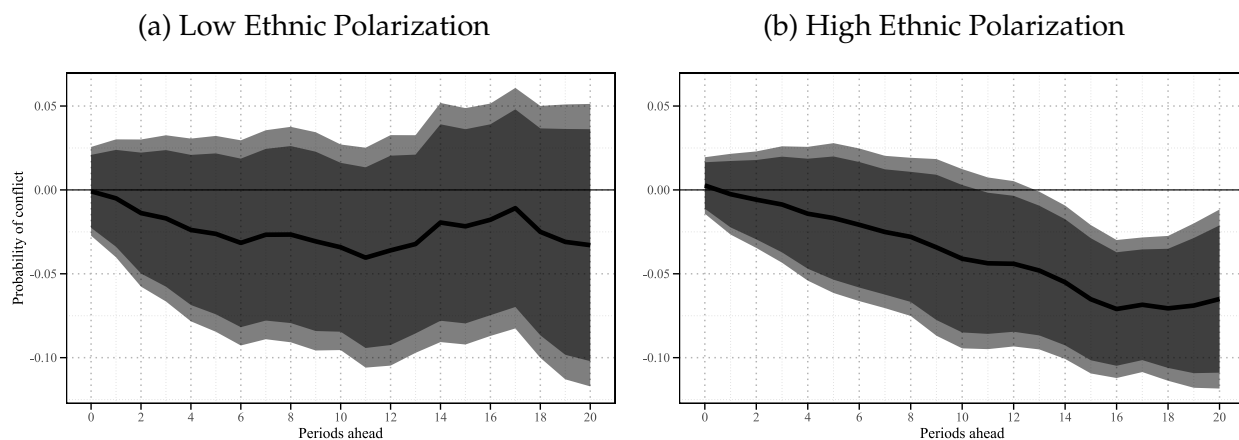 (a) Low Ethnic Polarization
(b) High Ethnic Polarization
Probability of conflict
0.05
0.00
-0.05
-0.10
0 2 4 6 8 10 12 14 16 18 20
Periods ahead
0.05
0.00
-0.05
-0.10
0 2 4 6 8 10 12 14 16 18 20
Periods ahead